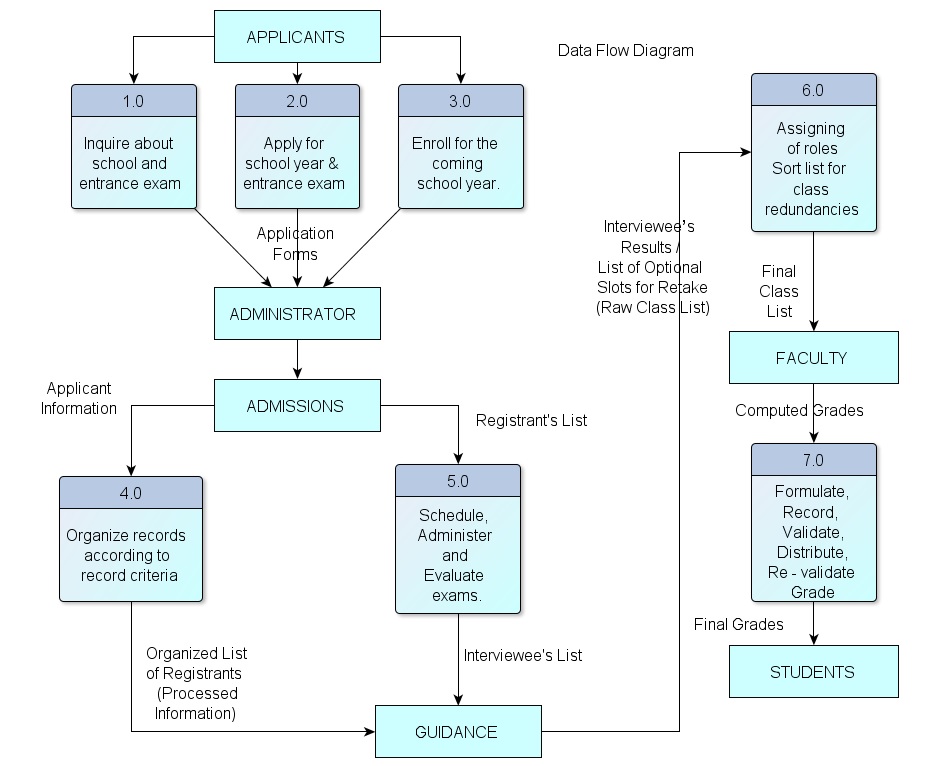 APPLICANTS
Data Flow Diagram
1.0
Inquire about
school and
entrance exam
2.0
Apply for
school year &
entrance exam
3.0
Enroll for the
coming
school year.
Application
Forms
ADMINISTRATOR
ADMISSIONS
Applicant
Information
Registrant's List
4.0
Organize records
according to
record criteria
5.0
Schedule,
Administer
and
Evaluate
exams.
Organized List
of Registrants
(Processed
Information)
Interviewee's List
GUIDANCE
Interviewee's
Results /
List of Optional
Slots for Retake
(Raw Class List)
6.0
Assigning
of roles
Sort list for
class
redundancies
Final
Class
List
FACULTY
Computed Grades
7.0
Formulate,
Record,
Validate,
Distribute,
Re - validate
Grade
Final Grades
STUDENTS